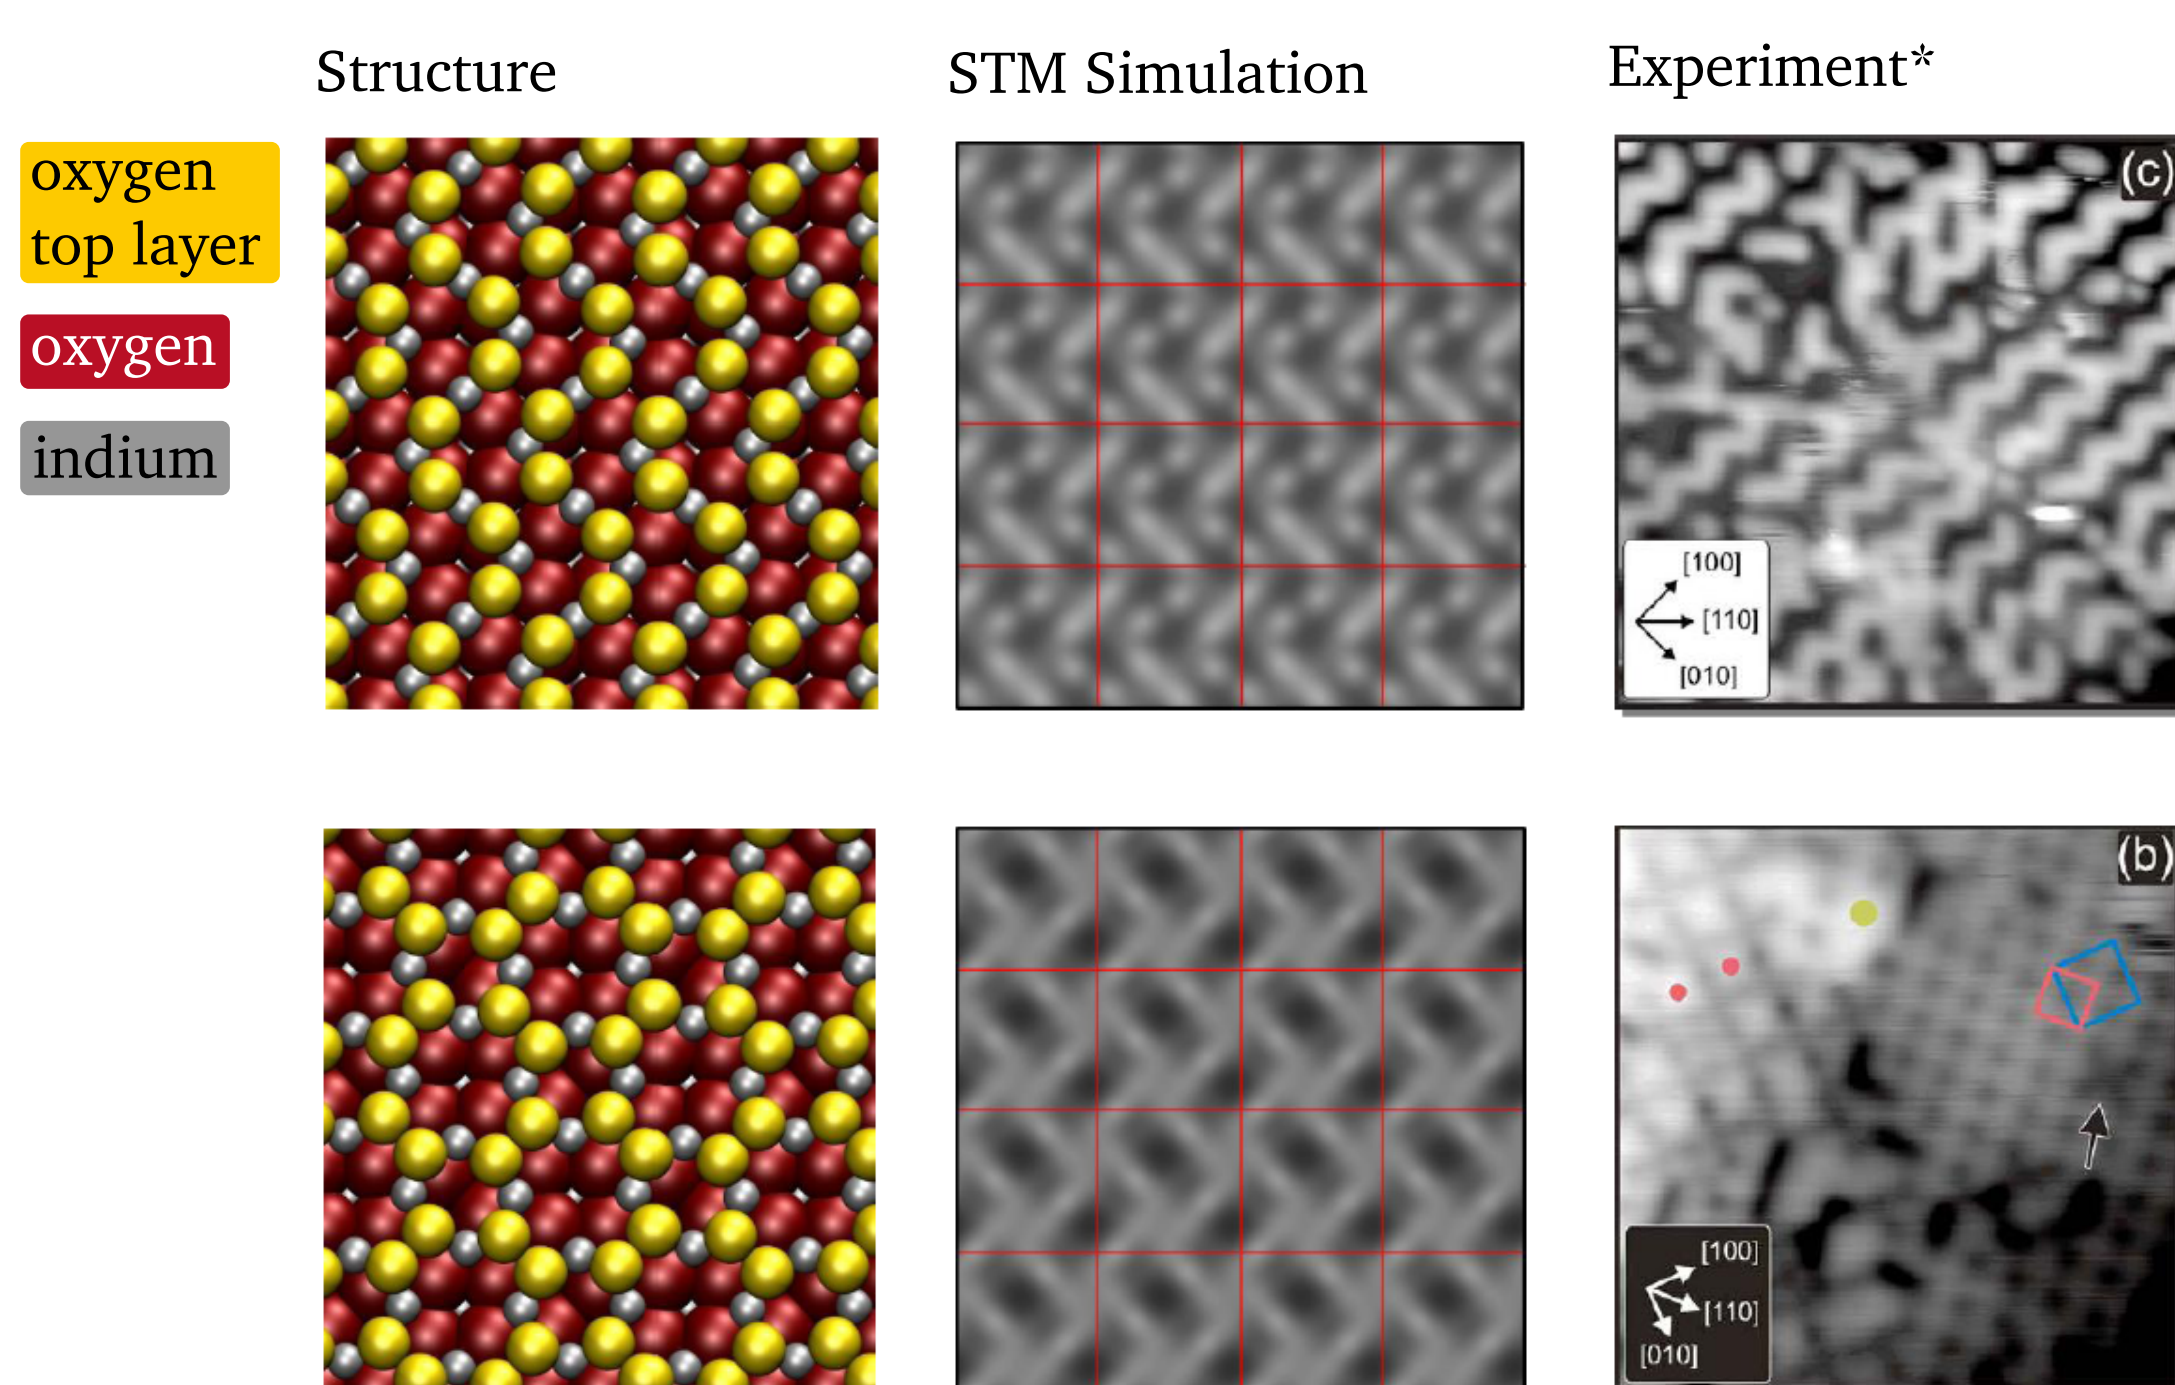 Structure
STM Simulation
Experiment*
oxygen
top layer
oxygen
indium
(c)
[100]
[110]
[010]
(b)
[100]
[110]
[010]